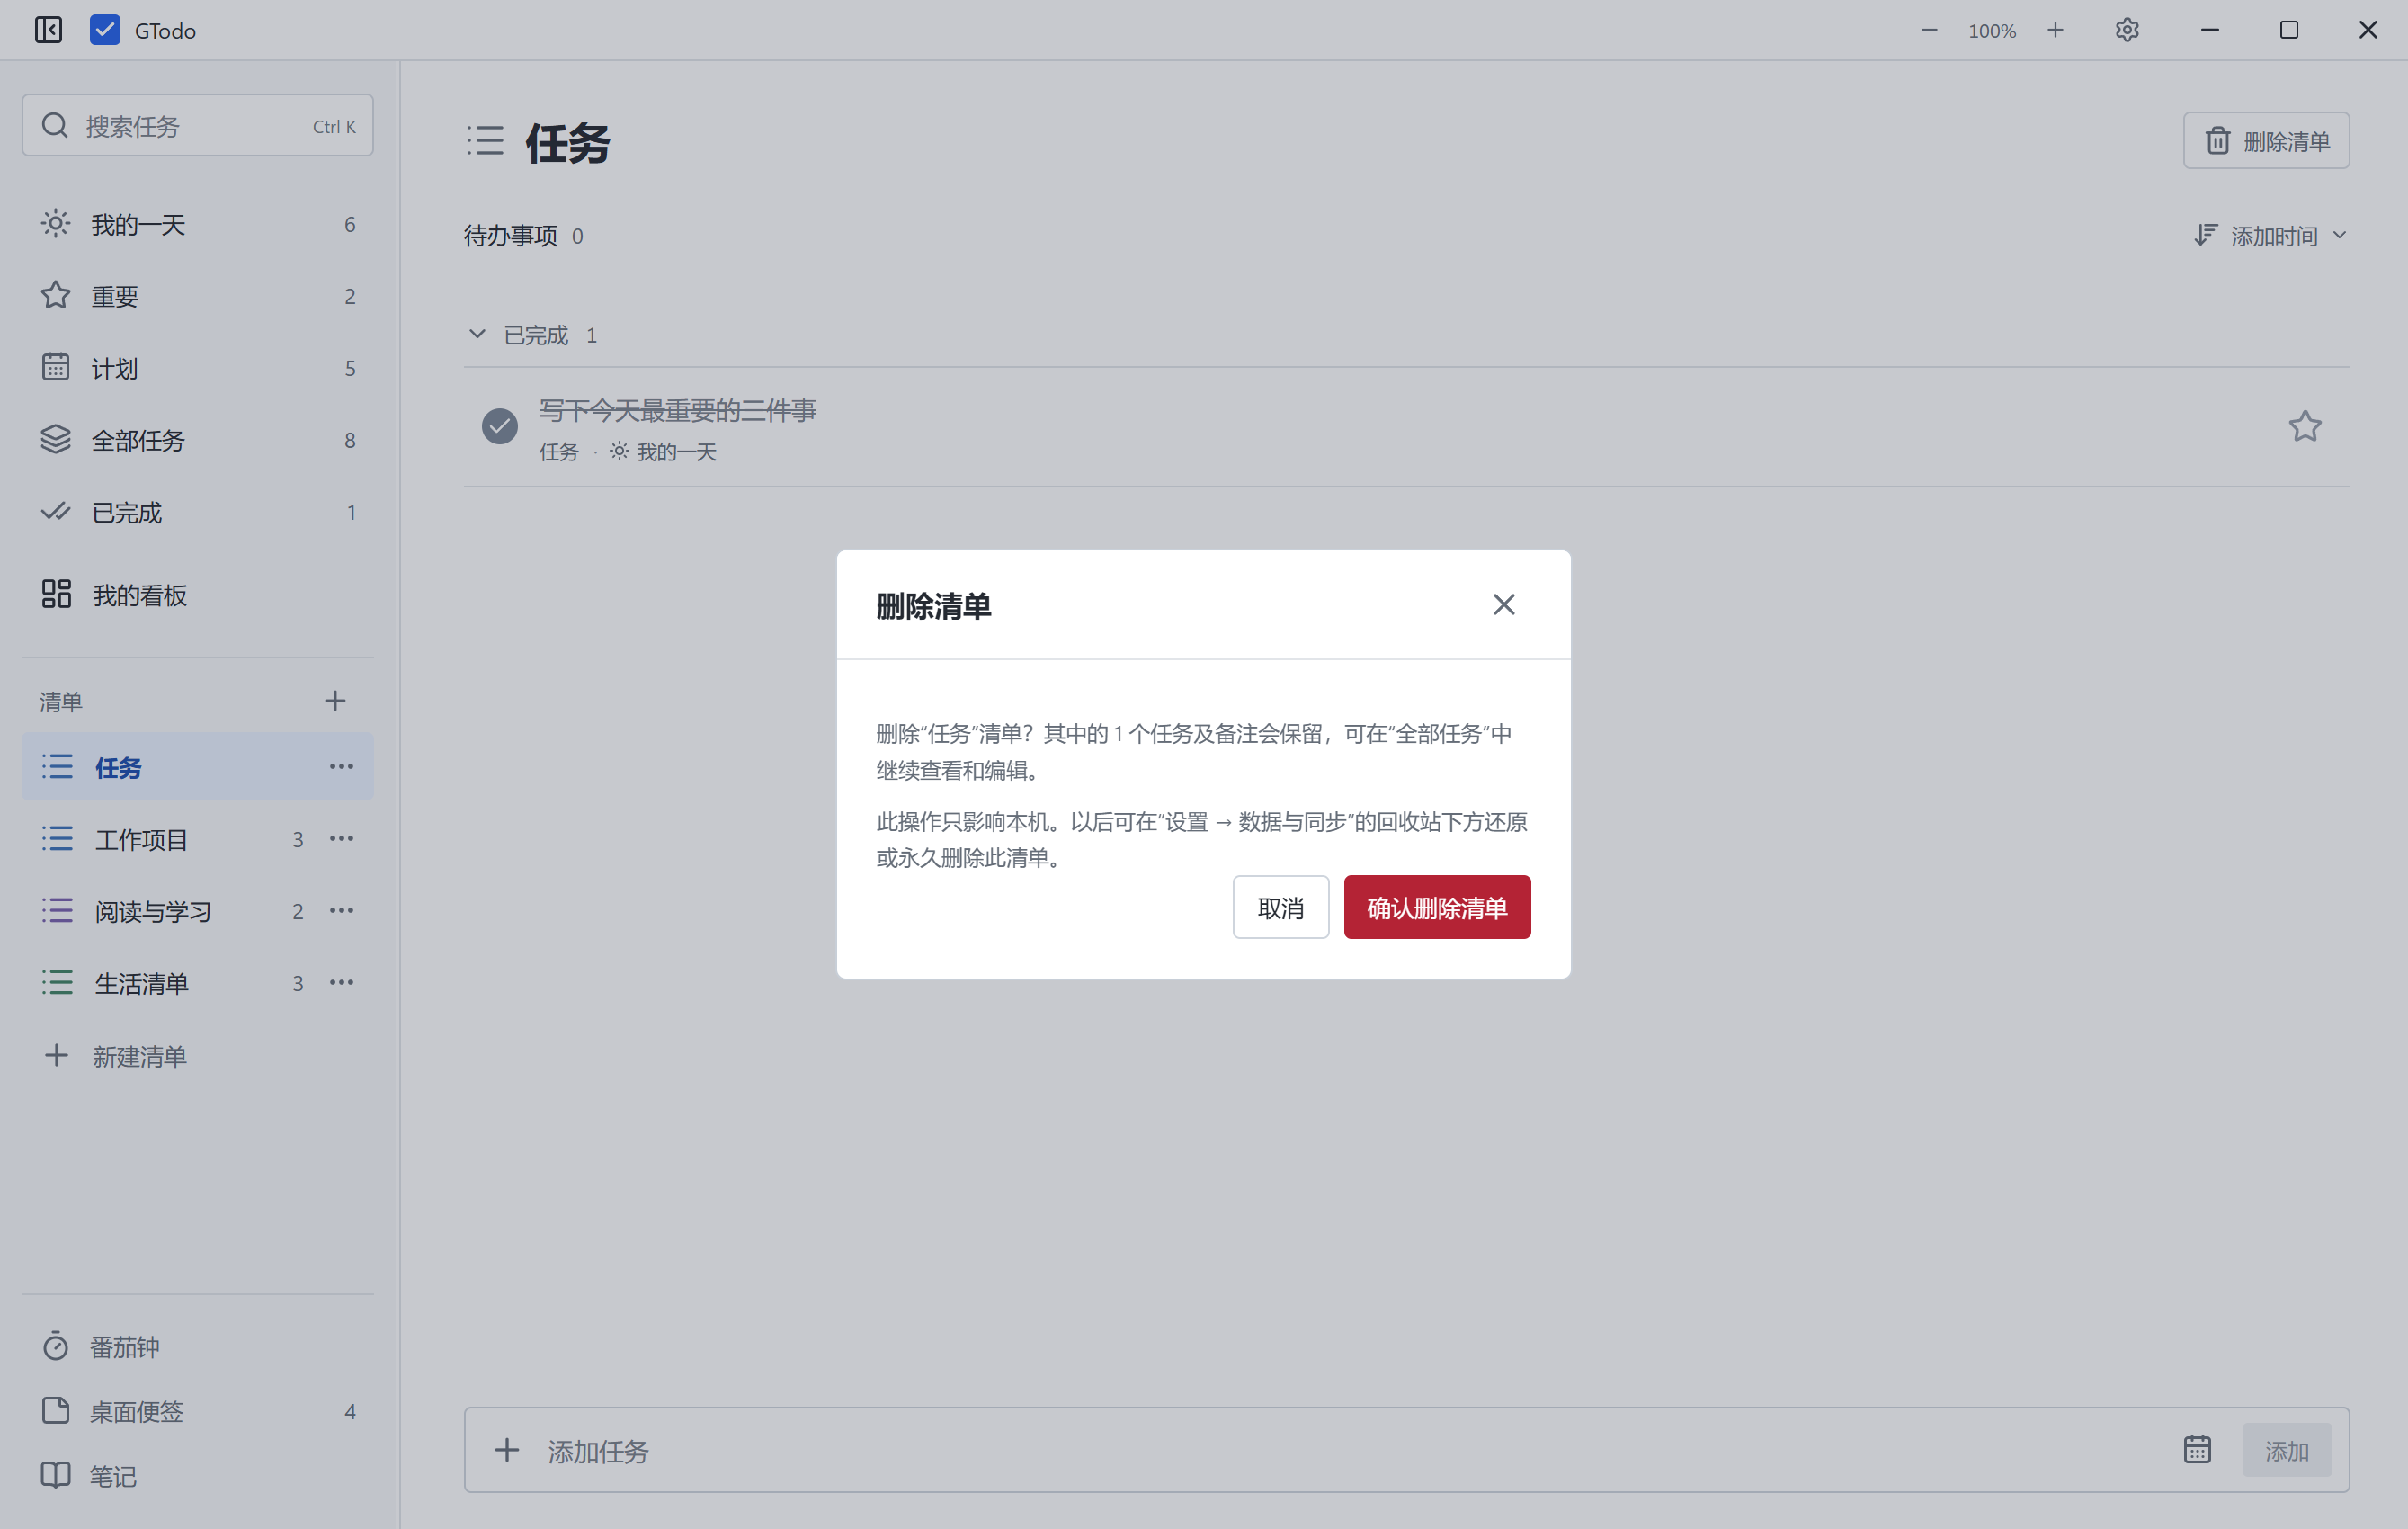 GTodo
100%
搜索任务 Ctrl K
我的一天 6
重要 2
计划 5
全部任务 8
已完成 1
我的看板
清单
任务
工作项目 3
阅读与学习 2
生活清单 3
新建清单
番茄钟
桌面便签 4
笔记
任务
删除清单
待办事项 0
添加时间
已完成 1
写下今天最重要的三件事
任务 · 我的一天
删除清单
删除“任务”清单？其中的 1 个任务及备注会保留，可在“全部任务”中
继续查看和编辑。
此操作只影响本机。以后可在“设置 → 数据与同步”的回收站下方还原
或永久删除此清单。
取消 确认删除清单
添加任务
添加